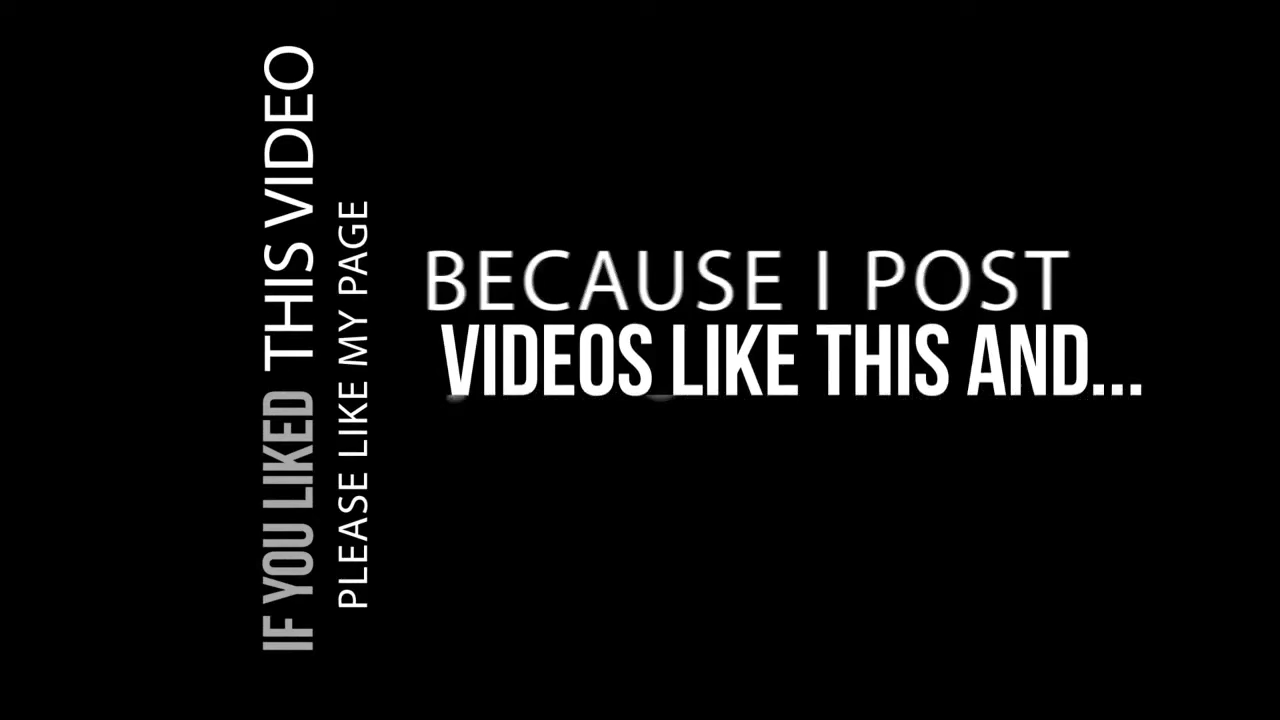 IF YOU LIKED THIS VIDEO
PLEASE LIKE MY PAGE
BECAUSE I POST
VIDEOS LIKE THIS AND...